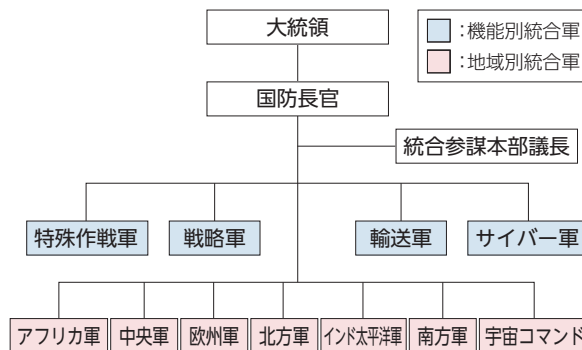 大統領
：機能別統合軍
：地域別統合軍
国防長官
統合参謀本部議長
特殊作戦軍
戦略軍
輸送軍
サイバー軍
アフリカ軍
中央軍
欧州軍
北方軍
インド太平洋軍
南方軍
宇宙コマンド